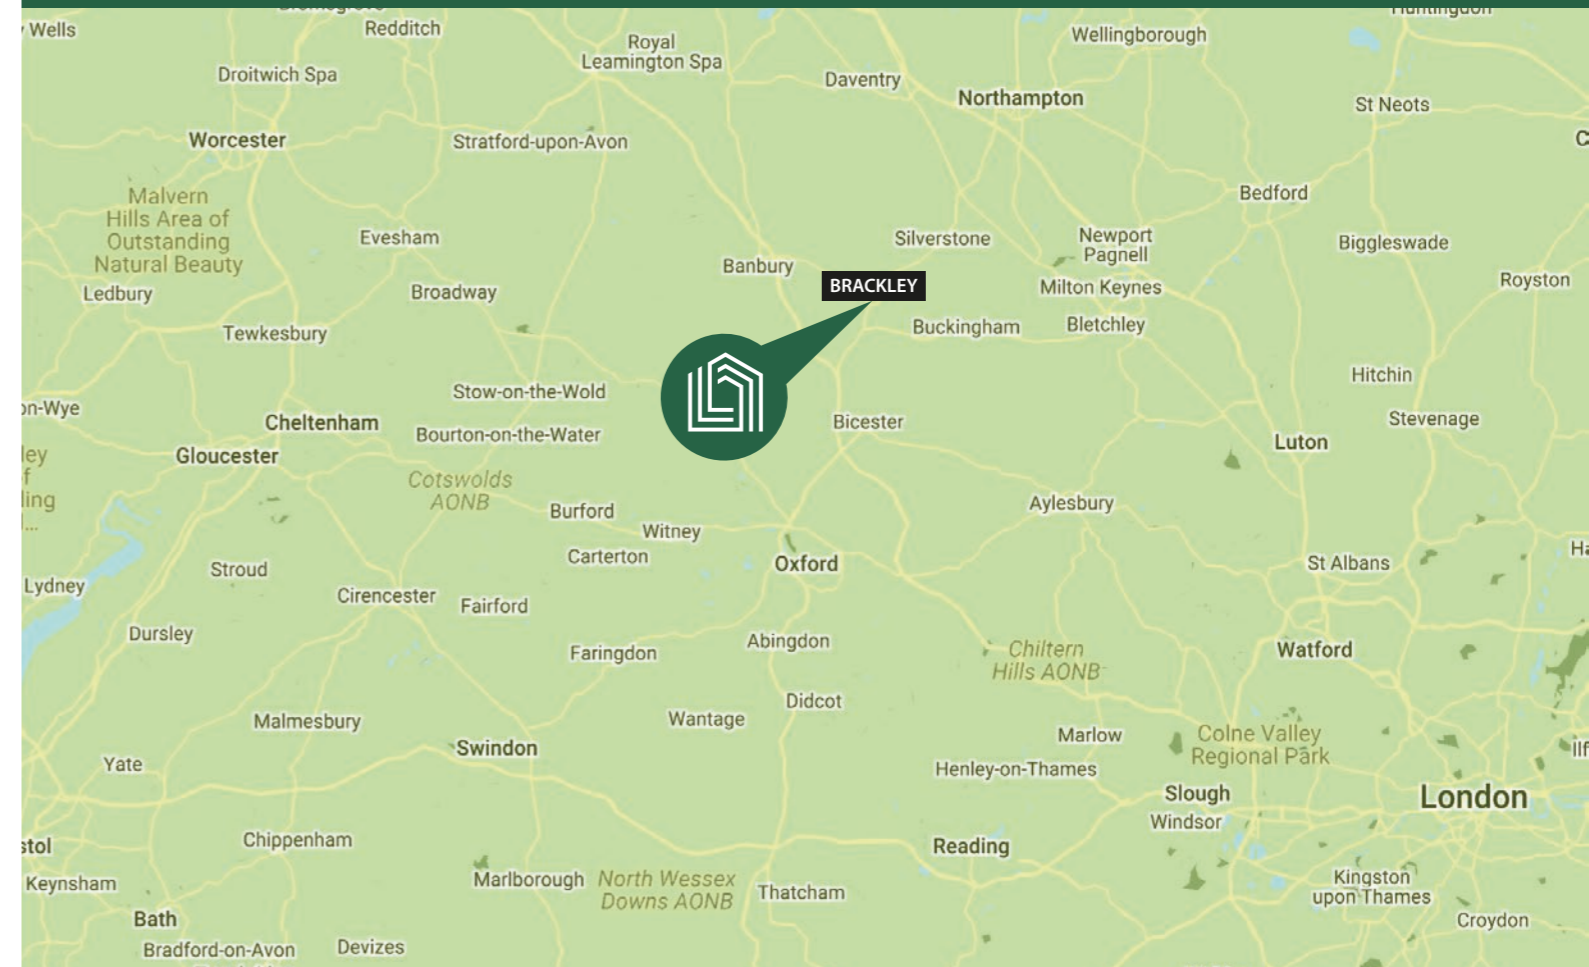 Wells
Redditch
Royal
Leamington Spa
Wellingborough
Droitwich Spa
Daventry
Northampton
St Neots
Worcester
Stratford-upon-Avon
Malvern
Hills Area of
Outstanding
Natural Beauty
Bedford
Evesham
Silverstone
Newport
Pagnell
Biggleswade
Banbury
BRACKLEY
Royston
Ledbury
Broadway
Milton Keynes
Tewkesbury
Buckingham
Bletchley
Stow-on-the-Wold
Hitchin
on-Wye
Cheltenham
Bourton-on-the-Water
Bicester
Stevenage
Gloucester
Luton
Cotswolds
AONB
Burford
Aylesbury
Witney
Carterton
Oxford
St Albans
Stroud
Lydney
Cirencester
Fairford
Dursley
Faringdon
Abingdon
Chiltern
Hills AONB
Watford
Didcot
Malmesbury
Wantage
Marlow
Colne Valley
Regional Park
Swindon
Yate
Henley-on-Thames
Slough
London
Windsor
Chippenham
Reading
stol
Keynsham
Marlborough
North Wessex
Downs AONB
Thatcham
Kingston
upon Thames
Bath
Croydon
Bradford-on-Avon
Devizes